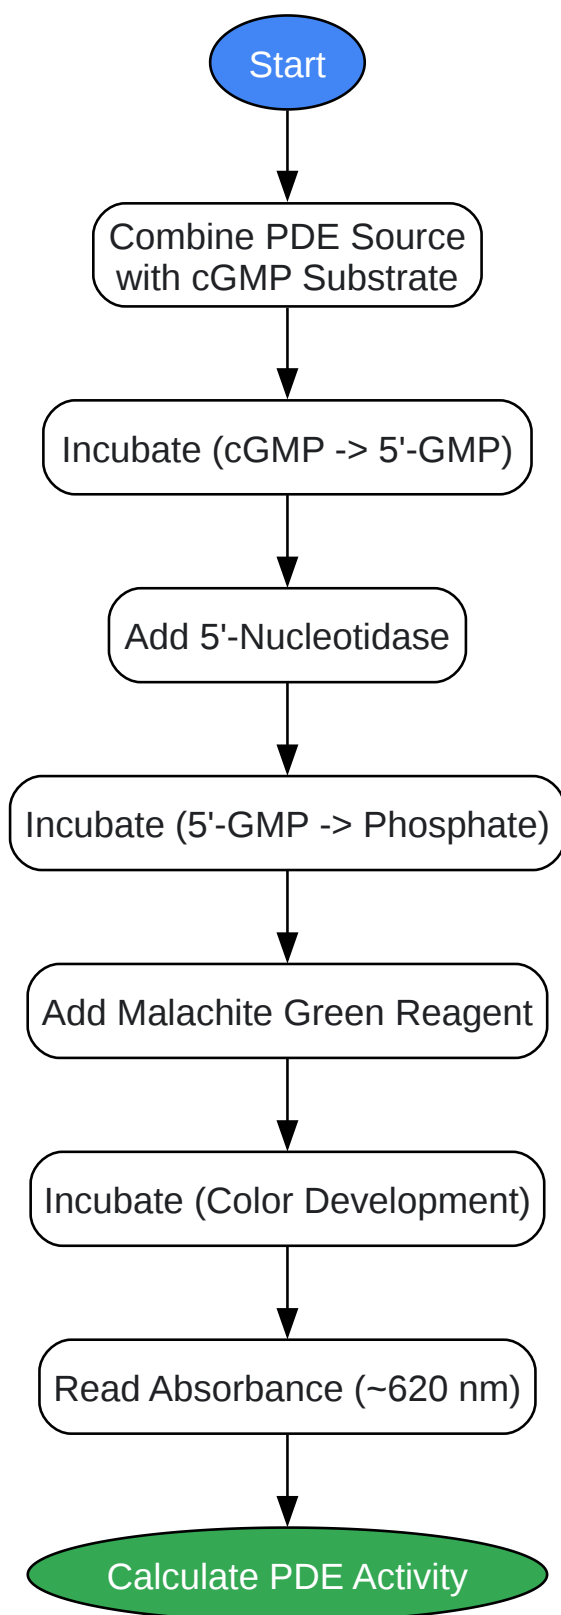 Start
Combine PDE Source
with cGMP Substrate
Incubate (cGMP -> 5'-GMP)
Add 5'-Nucleotidase
Incubate (5'-GMP -> Phosphate)
Add Malachite Green Reagent
Incubate (Color Development)
Read Absorbance (~620 nm)
Calculate PDE Activity